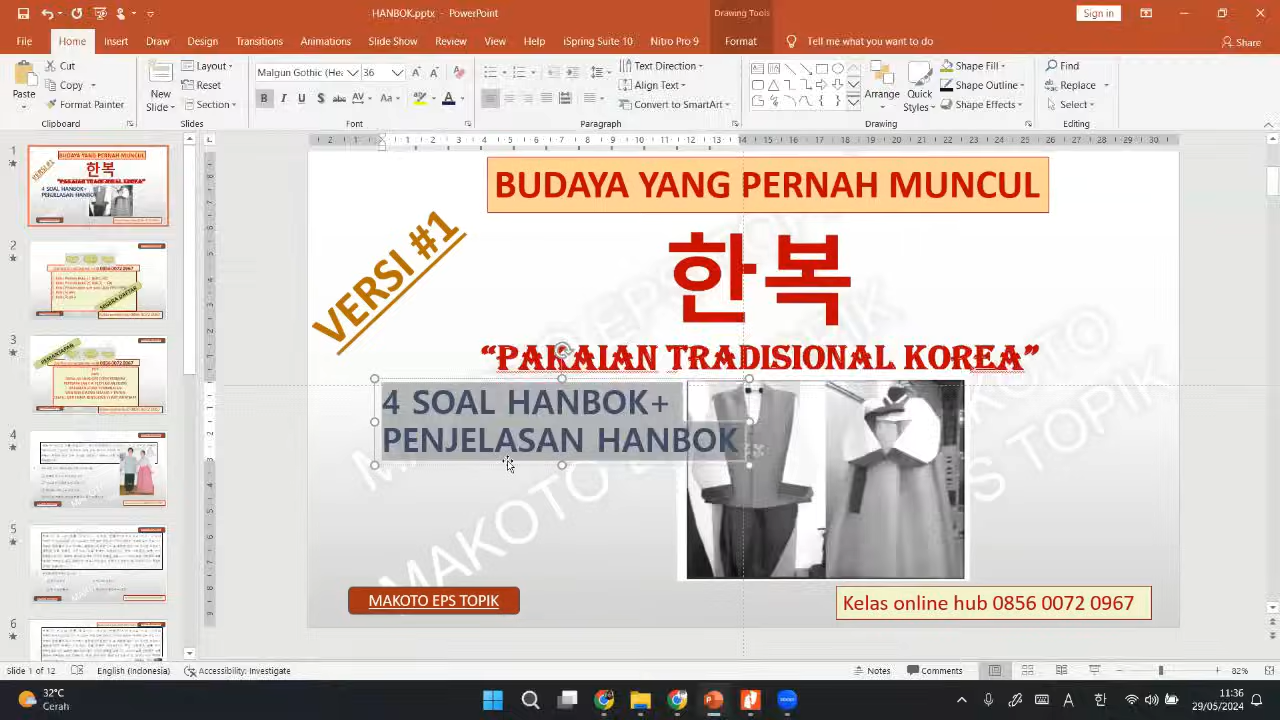 HANBOK.pptx - PowerPoint
Drawing Tools
Sign in
File
Home
Insert
Draw
Design
Transitions
Animations
Slide Show
Review
View
Help
iSpring Suite 10
Nitro Pro 9
Format
Tell me what you want to do
Share
Paste
Cut
Copy
Format Painter
Clipboard
New Slide
Layout
Reset
Section
Slides
Malgun Gothic (He
36
Font
Text Direction
Align Text
Convert to SmartArt
Paragraph
Arrange
Quick Styles
Shape Fill
Shape Outline
Shape Effects
Drawing
Find
Replace
Select
Editing
BUDAYA YANG PERNAH MUNCUL
VERSI #1
한복
“PAKAIAN TRADISIONAL KOREA”
4 SOAL HANBOK+
PENJELASAN HANBOK
MAKOTO EPS TOPIK
Kelas online hub 0856 0072 0967
Slide 1 of 12
English (Indonesia)
Accessibility: Investigate
Notes
Comments
82%
32°C
Cerah
11:36
29/05/2024